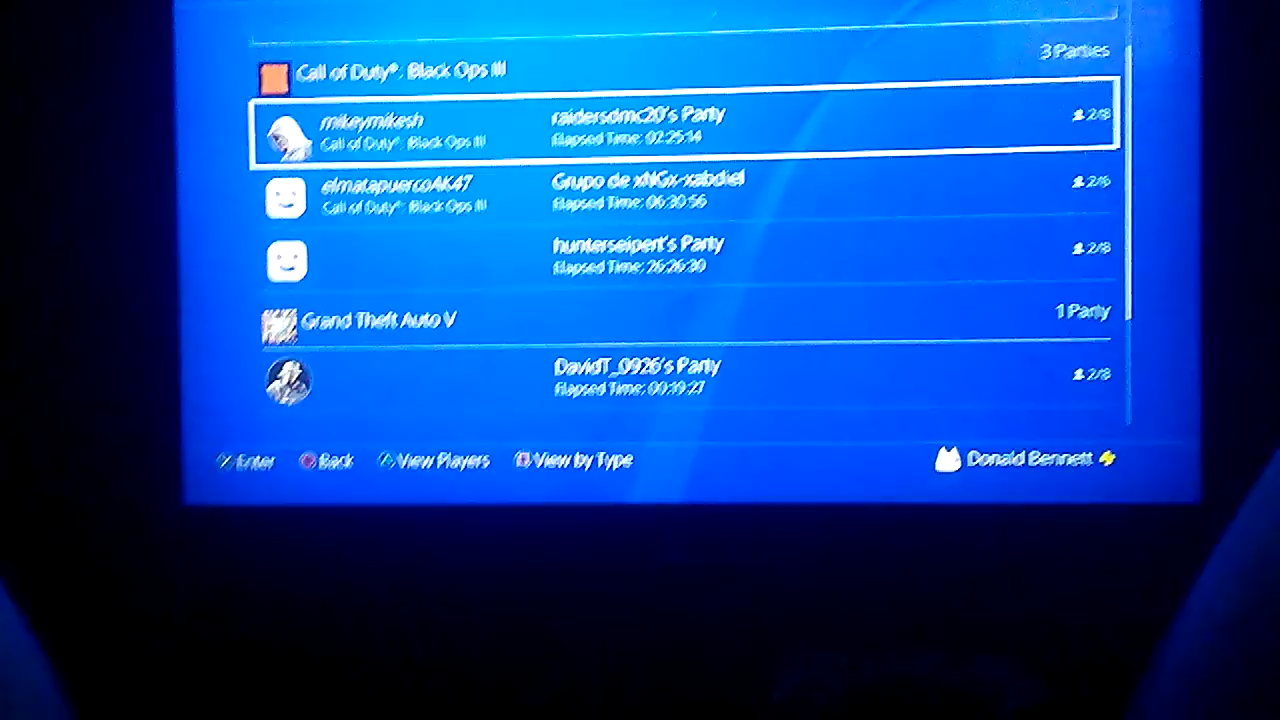 3 Parties
Call of Duty®: Black Ops III
mikeymikesh
raidersdmc20's Party
2/8
Call of Duty®: Black Ops III
Elapsed Time: 02:25:14
elmatapuercoAK47
Grupo de xNGx-xabdiel
2/6
Call of Duty®: Black Ops III
Elapsed Time: 06:30:56
hunterseipert's Party
2/8
Elapsed Time: 26:26:30
Grand Theft Auto V
1 Party
DavidT_0926's Party
2/8
Elapsed Time: 00:39:27
Enter Back View Players View by Type Donald Bennett